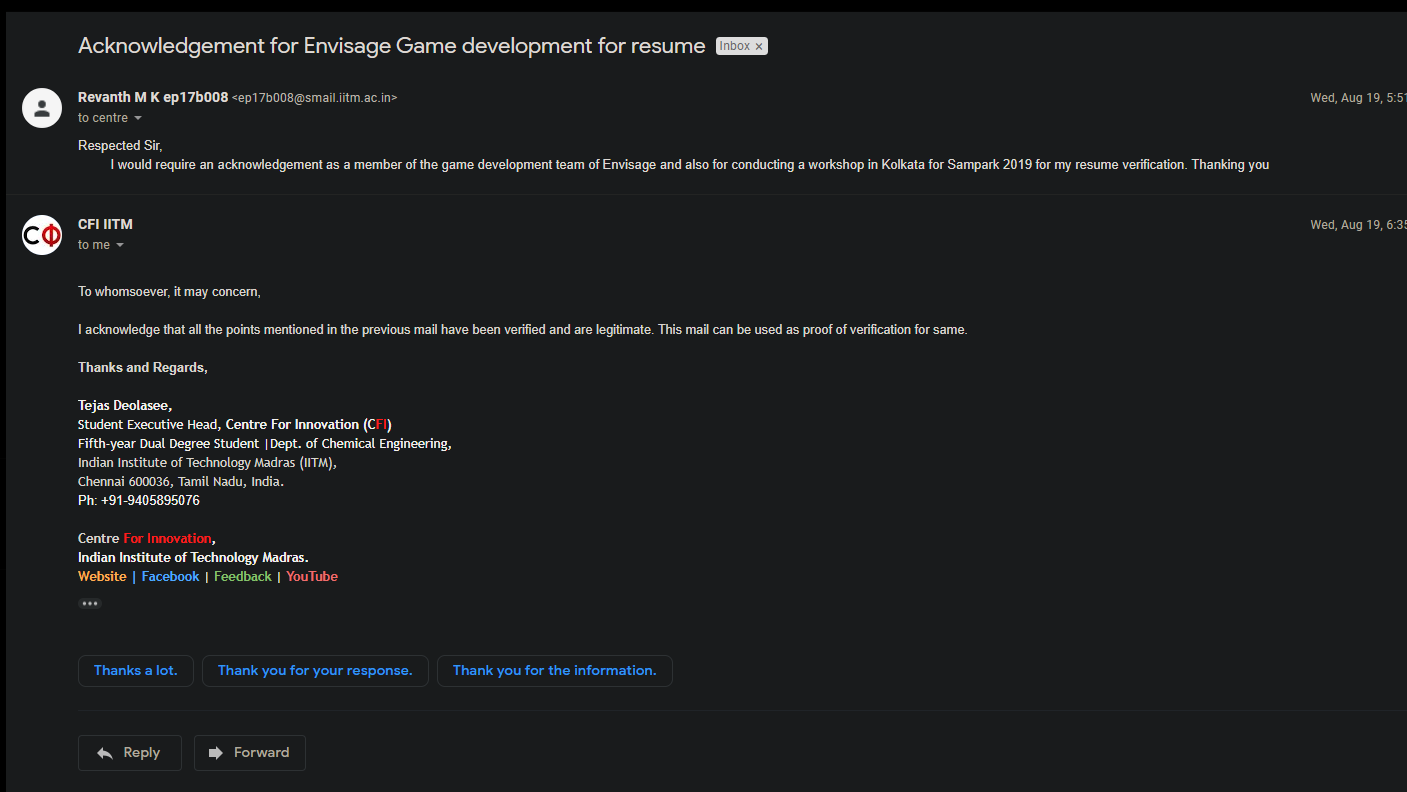 Acknowledgement for Envisage Game development for resume Inbox ×
Revanth M K ep17b008 <ep17b008@smail.iitm.ac.in> Wed, Aug 19, 5:51
to centre
Respected Sir,
I would require an acknowledgement as a member of the game development team of Envisage and also for conducting a workshop in Kolkata for Sampark 2019 for my resume verification. Thanking you
CFI IITM Wed, Aug 19, 6:35
to me
To whomsoever, it may concern,
I acknowledge that all the points mentioned in the previous mail have been verified and are legitimate. This mail can be used as proof of verification for same.
Thanks and Regards,
Tejas Deolasee,
Student Executive Head, Centre For Innovation (CFI)
Fifth-year Dual Degree Student |Dept. of Chemical Engineering,
Indian Institute of Technology Madras (IITM),
Chennai 600036, Tamil Nadu, India.
Ph: +91-9405895076
Centre For Innovation,
Indian Institute of Technology Madras.
Website | Facebook | Feedback | YouTube
Thanks a lot. Thank you for your response. Thank you for the information.
Reply Forward